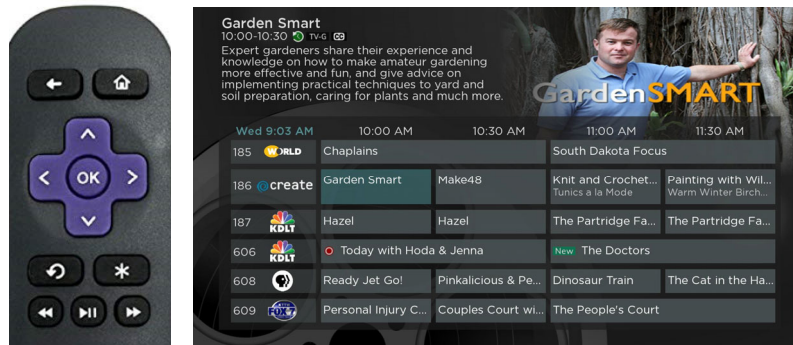 OK
Garden Smart
10:00-10:30 TV-G CC
Expert gardeners share their experience and
knowledge on how to make amateur gardening
more effective and fun, and give advice on
implementing practical techniques to yard and
soil preparation, caring for plants and much more.
GardenSMART
Wed 9:03 AM 10:00 AM 10:30 AM 11:00 AM 11:30 AM
185 WORLD Chaplains South Dakota Focus
186 create Garden Smart Make48 Knit and Crochet... Painting with Wil...
Tunics a la Mode Warm Winter Birch...
187 KDLT Hazel Hazel The Partridge Fa... The Partridge Fa...
606 KDLT Today with Hoda & Jenna New The Doctors
608 Ready Jet Go! Pinkalicious & Pe... Dinosaur Train The Cat in the Ha...
609 FOX7 Personal Injury C... Couples Court wi... The People's Court